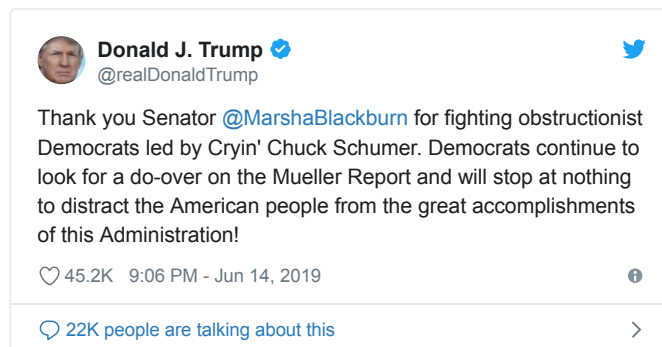 Donald J. Trump
@realDonaldTrump
Thank you Senator @MarshaBlackburn for fighting obstructionist
Democrats led by Cryin' Chuck Schumer. Democrats continue to
look for a do-over on the Mueller Report and will stop at nothing
to distract the American people from the great accomplishments
of this Administration!
45.2K 9:06 PM - Jun 14, 2019
22K people are talking about this